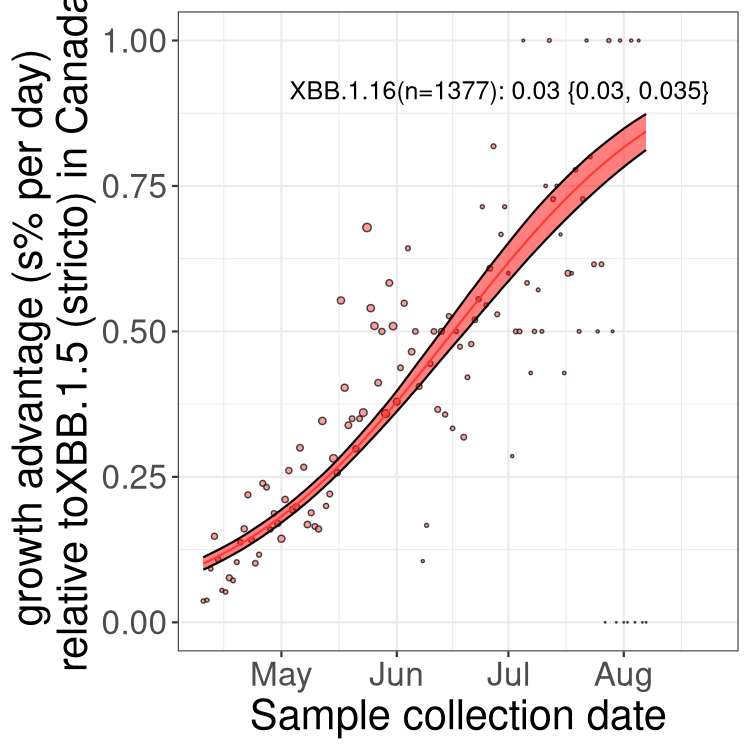 growth advantage (s% per day)
relative toXBB.1.5 (stricto) in Canada
1.00
0.75
0.50
0.25
0.00
XBB.1.16(n=1377): 0.03 {0.03, 0.035}
May Jun Jul Aug
Sample collection date